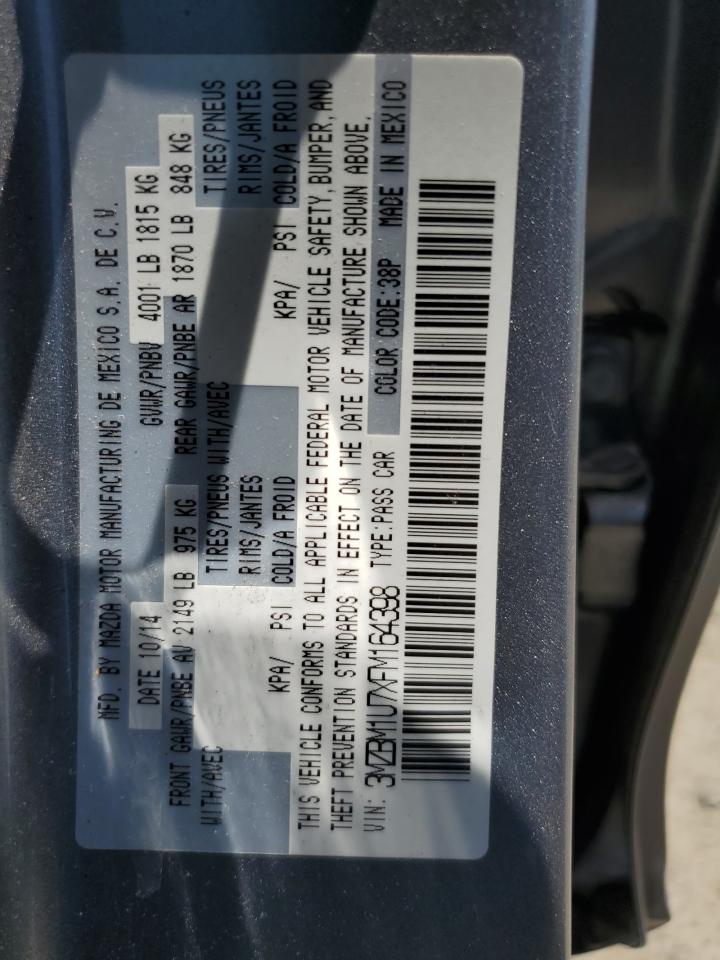 MFD. BY MAZDA MOTOR MANUFACTURING DE MEXICO S.A. DE C.V.
DATE 10/14 GVWR/PNBV 4001 LB 1815 KG
FRONT GAWR/PNBE AV 2149 LB 975 KG REAR GAWR/PNBE AR 1870 LB 848 KG
WITH/AVEC TIRES/PNEUS WITH/AVEC TIRES/PNEUS
RIMS/JANTES RIMS/JANTES
KPA/ PSI COLD/A FROID KPA/ PSI COLD/A FROID
THIS VEHICLE CONFORMS TO ALL APPLICABLE FEDERAL MOTOR VEHICLE SAFETY, BUMPER, AND
THEFT PREVENTION STANDARDS IN EFFECT ON THE DATE OF MANUFACTURE SHOWN ABOVE.
VIN: 3MZBM1U7XFM164398 TYPE: PASS CAR COLOR CODE: 38P MADE IN MEXICO